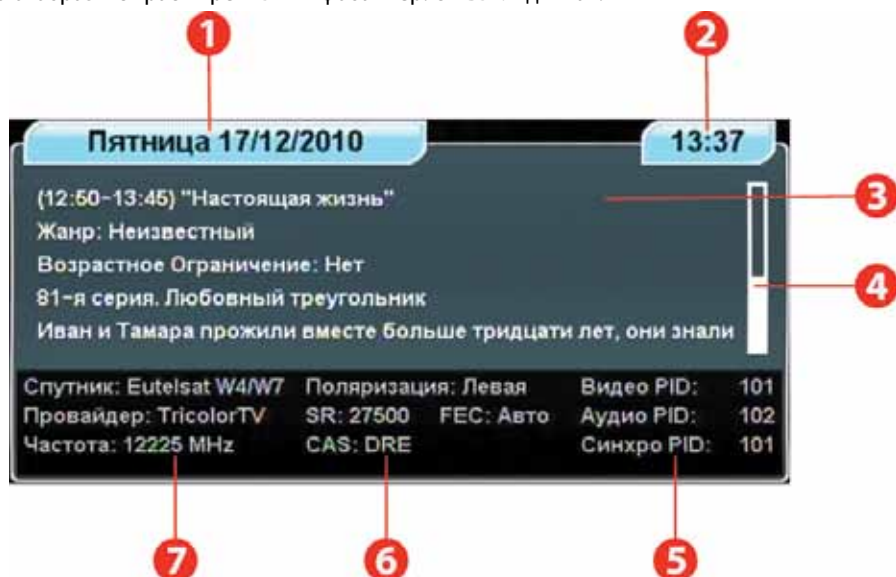 1 2
Пятница 17/12/2010 13:37
(12:50-13:45) "Настоящая жизнь"
3
Жанр: Неизвестный
Возрастное Ограничение: Нет
4
81-я серия. Любовный треугольник
Иван и Тамара прожили вместе больше тридцати лет, они знали
Спутник: Eutelsat W4/W7 Поляризация: Левая Видео PID: 101
Провайдер: TricolorTV SR: 27500 FEC: Авто Аудио PID: 102
Частота: 12225 MHz CAS: DRE Синхро PID: 101
7 6 5